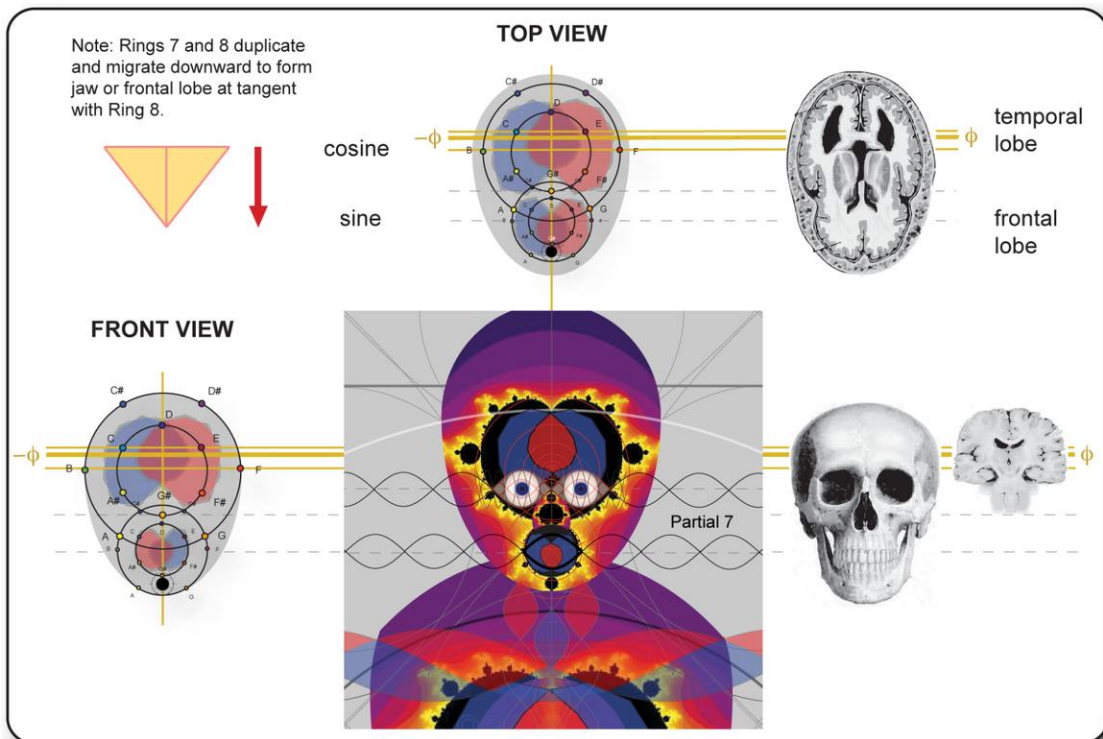 Note: Rings 7 and 8 duplicate
and migrate downward to form
jaw or frontal lobe at tangent
with Ring 8.
TOP VIEW
C#
D#
D
C
E
–ϕ
B
F
cosine
A#
G#
F#
sine
A
G
A
G
ϕ
temporal
lobe
frontal
lobe
FRONT VIEW
C#
D#
D
C
E
–ϕ
B
F
A#
G#
F#
A
G
C
E
B
F
A#
F#
A
G
Partial 7
ϕ